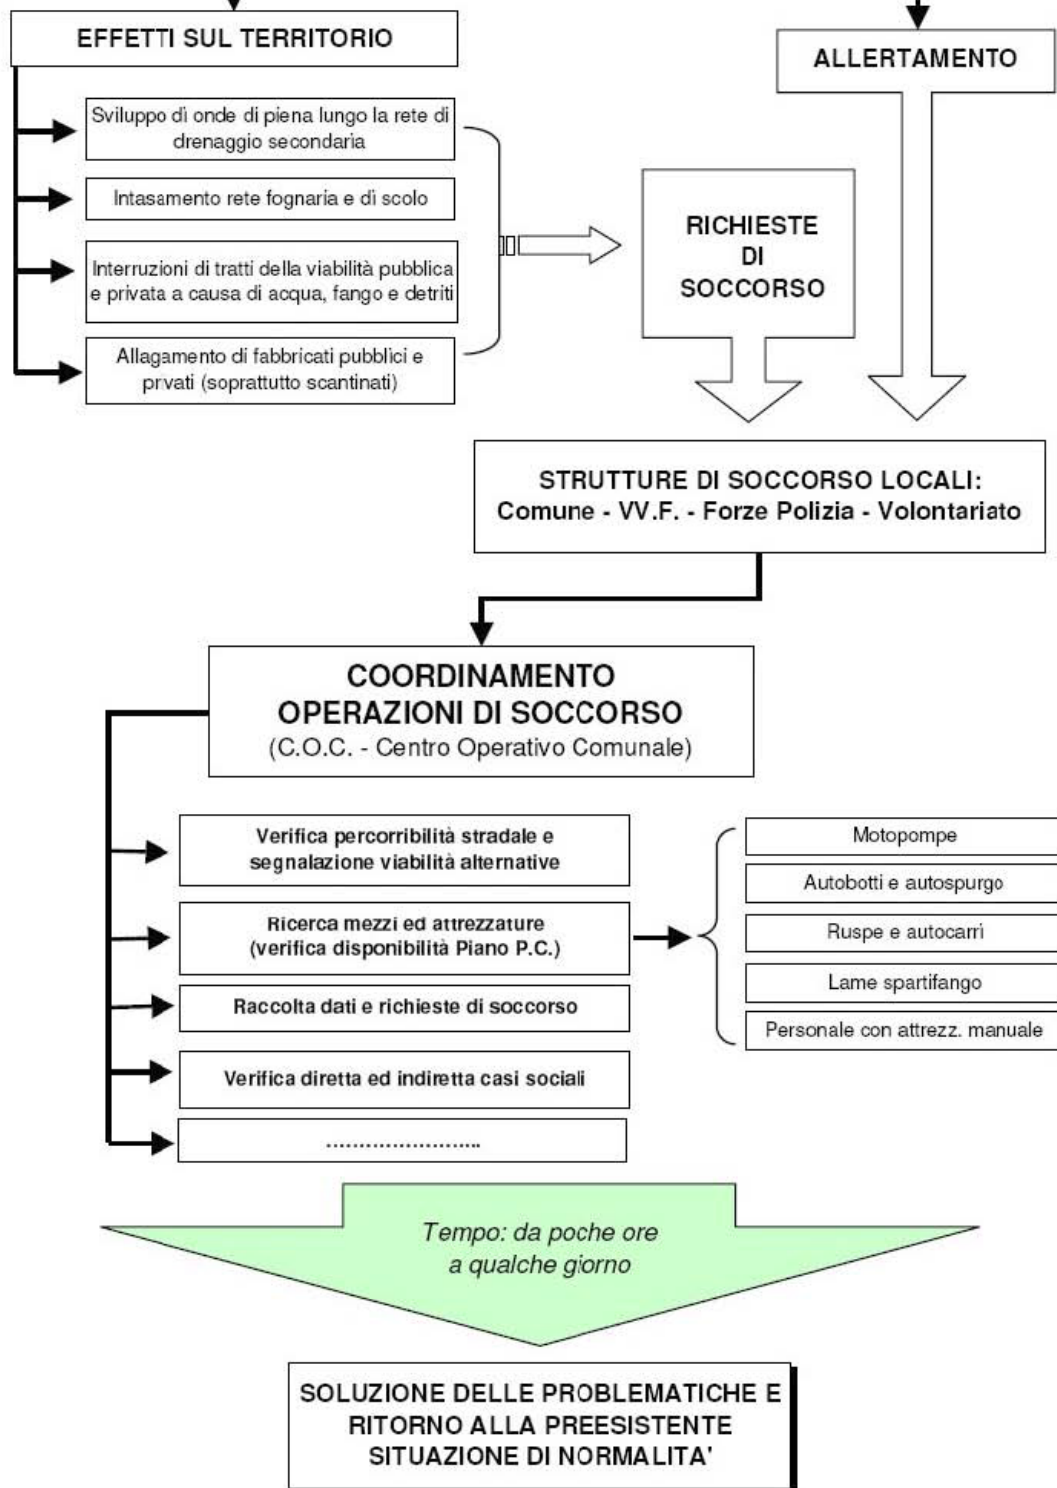 EFFETTI SUL TERRITORIO
ALLERTAMENTO
Sviluppo di onde di piena lungo la rete di
drenaggio secondaria
Intasamento rete fognaria e di scolo
Interruzioni di tratti della viabilità pubblica
e privata a causa di acqua, fango e detriti
Allagamento di fabbricati pubblici e
privati (soprattutto scantinati)
RICHIESTE
DI
SOCCORSO
STRUTTURE DI SOCCORSO LOCALI:
Comune - VV.F. - Forze Polizia - Volontariato
COORDINAMENTO
OPERAZIONI DI SOCCORSO
(C.O.C. - Centro Operativo Comunale)
Verifica percorribilità stradale e
segnalazione viabilità alternative
Ricerca mezzi ed attrezzature
(verifica disponibilità Piano P.C.)
Raccolta dati e richieste di soccorso
Verifica diretta ed indiretta casi sociali
........................
Motopompe
Autobotti e autospurgo
Ruspe e autocarri
Lame spartifango
Personale con attrezz. manuale
Tempo: da poche ore
a qualche giorno
SOLUZIONE DELLE PROBLEMATICHE E
RITORNO ALLA PREESISTENTE
SITUAZIONE DI NORMALITA'